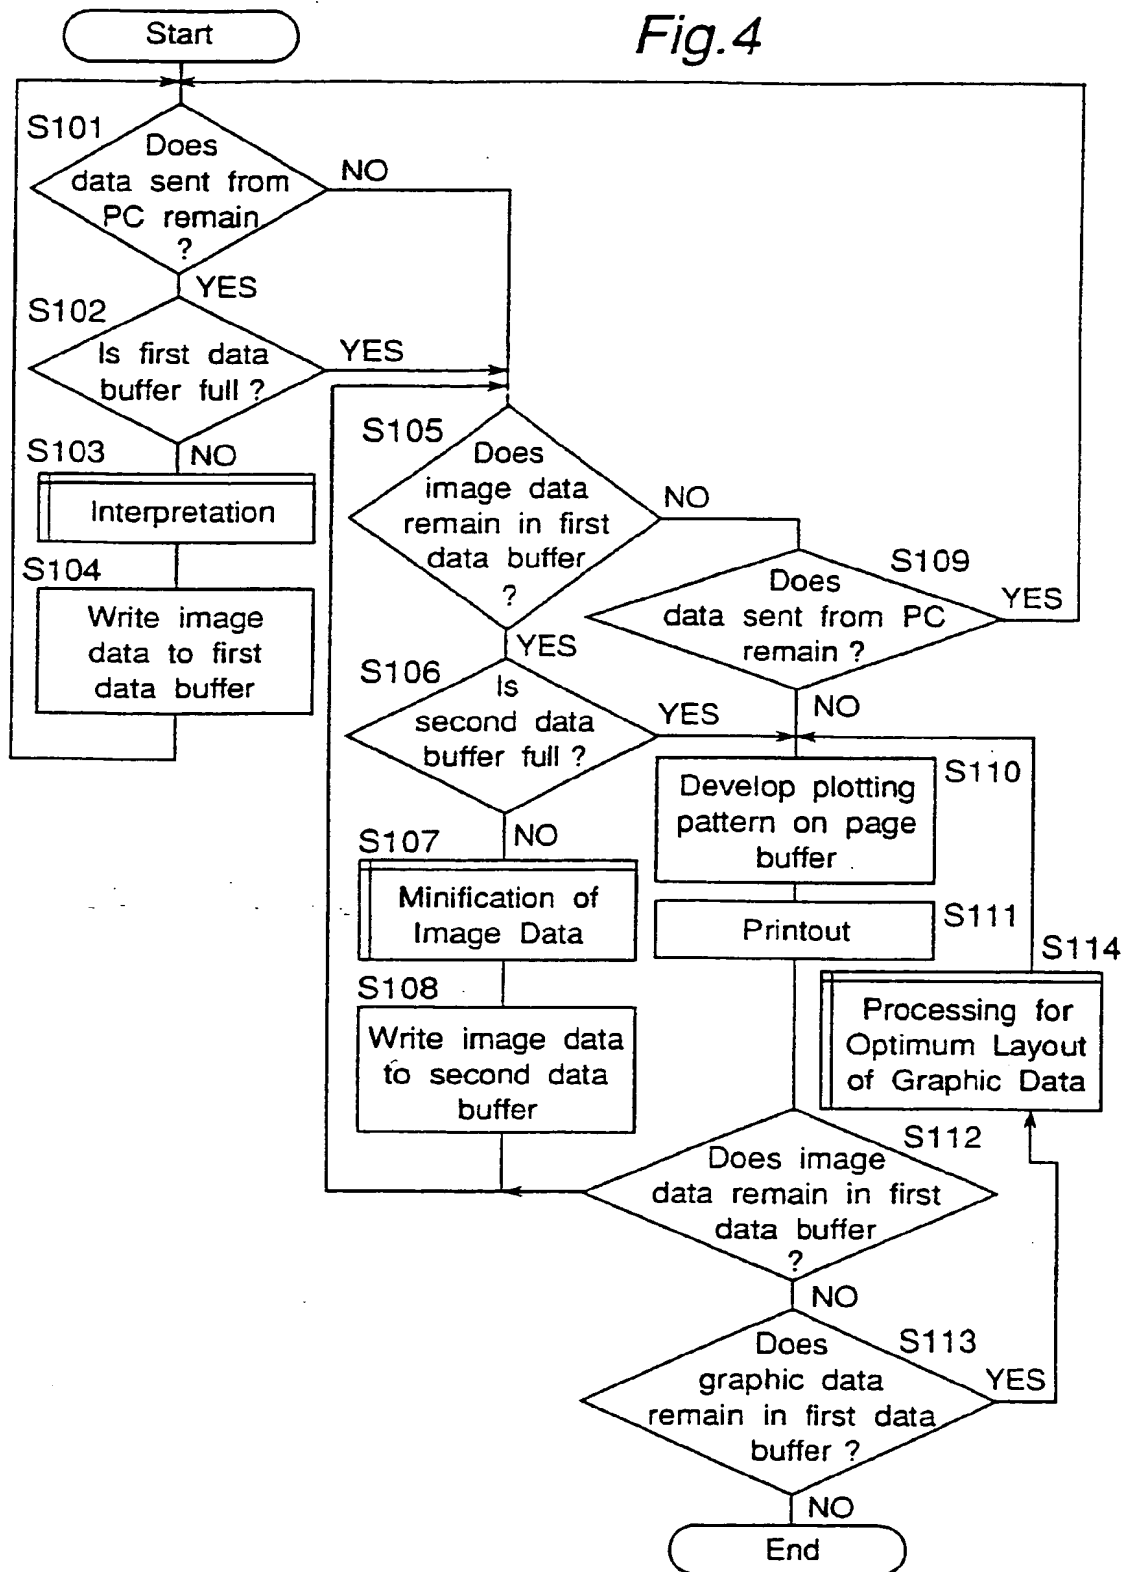 Fig.4
Start
S101
Does
data sent from
PC remain
?
NO
YES
S102
Is first data
buffer full ?
YES
NO
S103
Interpretation
S104
Write image
data to first
data buffer
S105
Does
image data
remain in first
data buffer
?
NO
YES
S106
Is
second data
buffer full ?
YES
NO
S107
Minification of
Image Data
S108
Write image data
to second data
buffer
S109
Does
data sent from PC
remain ?
YES
NO
S110
Develop plotting
pattern on page
buffer
S111
Printout
S114
Processing for
Optimum Layout
of Graphic Data
S112
Does image
data remain in first
data buffer
?
NO
S113
Does
graphic data
remain in first data
buffer ?
YES
NO
End